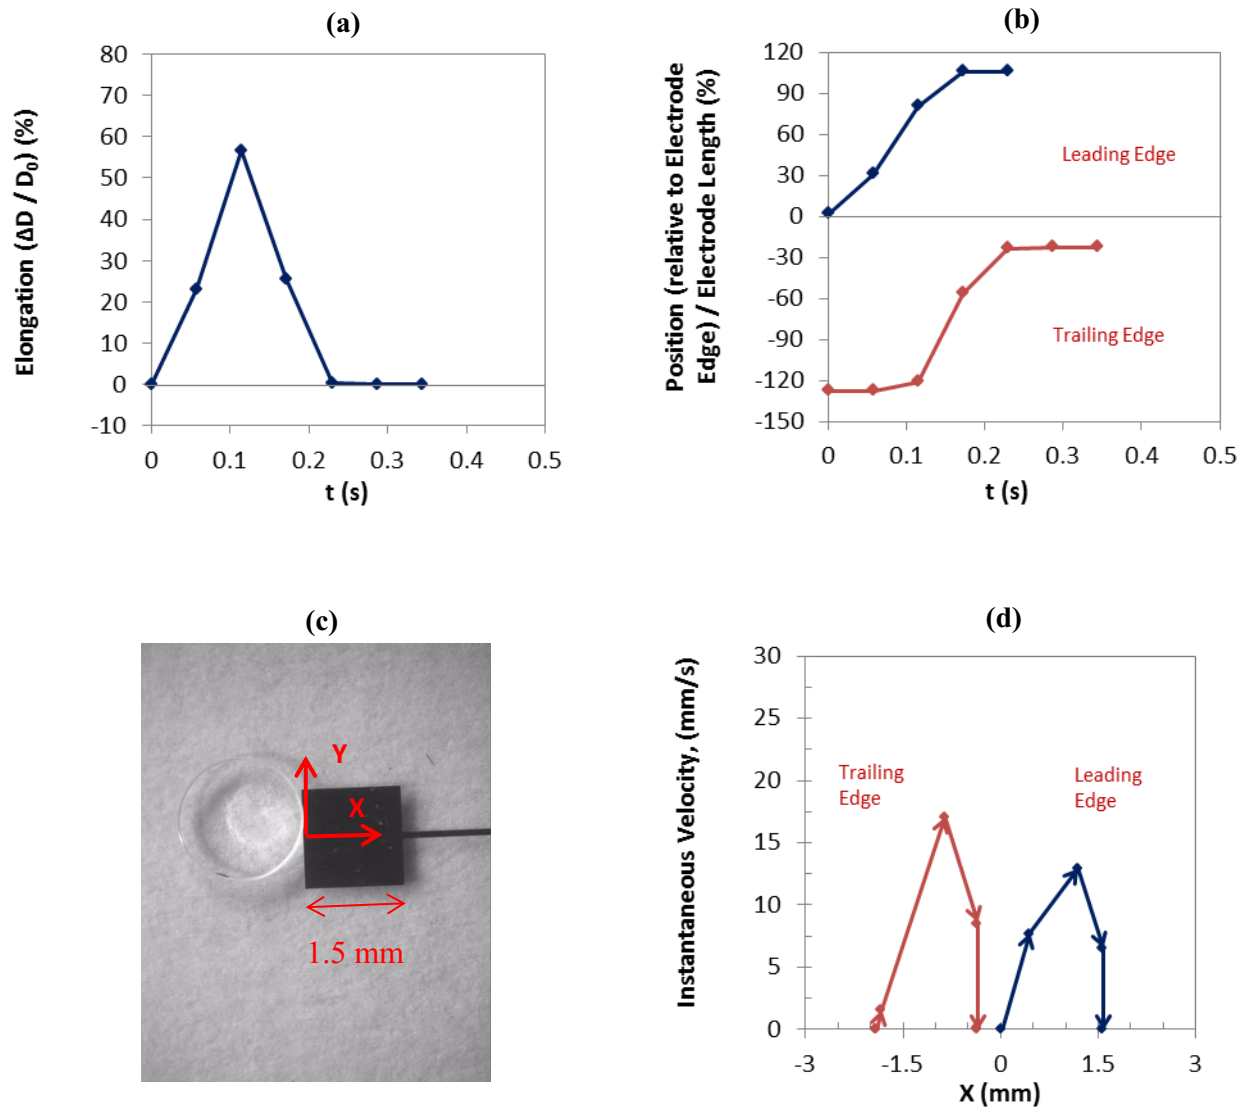 (a)
80
70
60
50
40
30
20
10
0
-10
0 0.1 0.2 0.3 0.4 0.5
t (s)
Elongation (ΔD / D₀) (%)
(b)
120
90
60
30
0
-30
-60
-90
-120
-150
0 0.1 0.2 0.3 0.4 0.5
t (s)
Position (relative to Electrode
Edge) / Electrode Length (%)
Leading Edge
Trailing Edge
(c)
Y
X
1.5 mm
(d)
30
25
20
15
10
5
0
-3 -1.5 0 1.5 3
X (mm)
Instantaneous Velocity, (mm/s)
Trailing
Edge
Leading
Edge